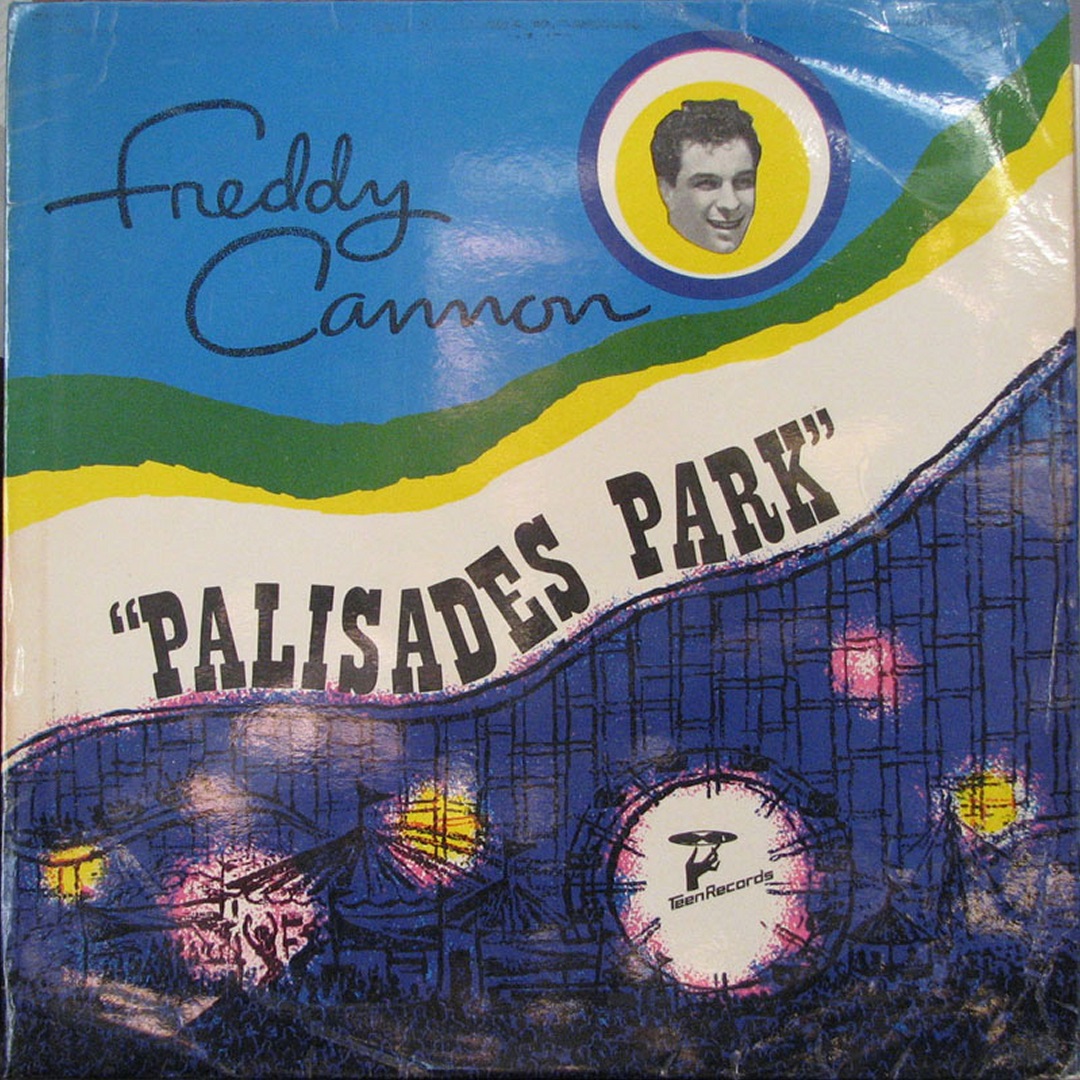 Freddy
Cannon
“PALISADES PARK”
TeenRecords